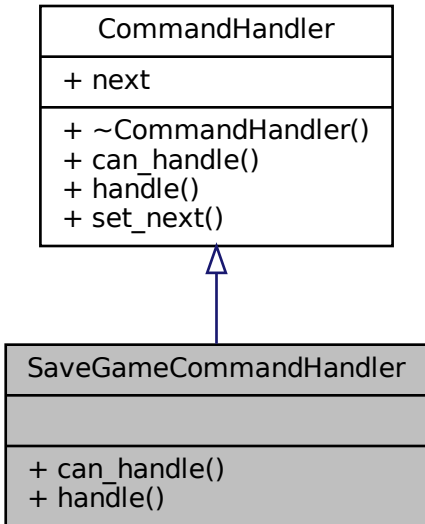 CommandHandler
+ next
+ ~CommandHandler()
+ can_handle()
+ handle()
+ set_next()
SaveGameCommandHandler
+ can_handle()
+ handle()